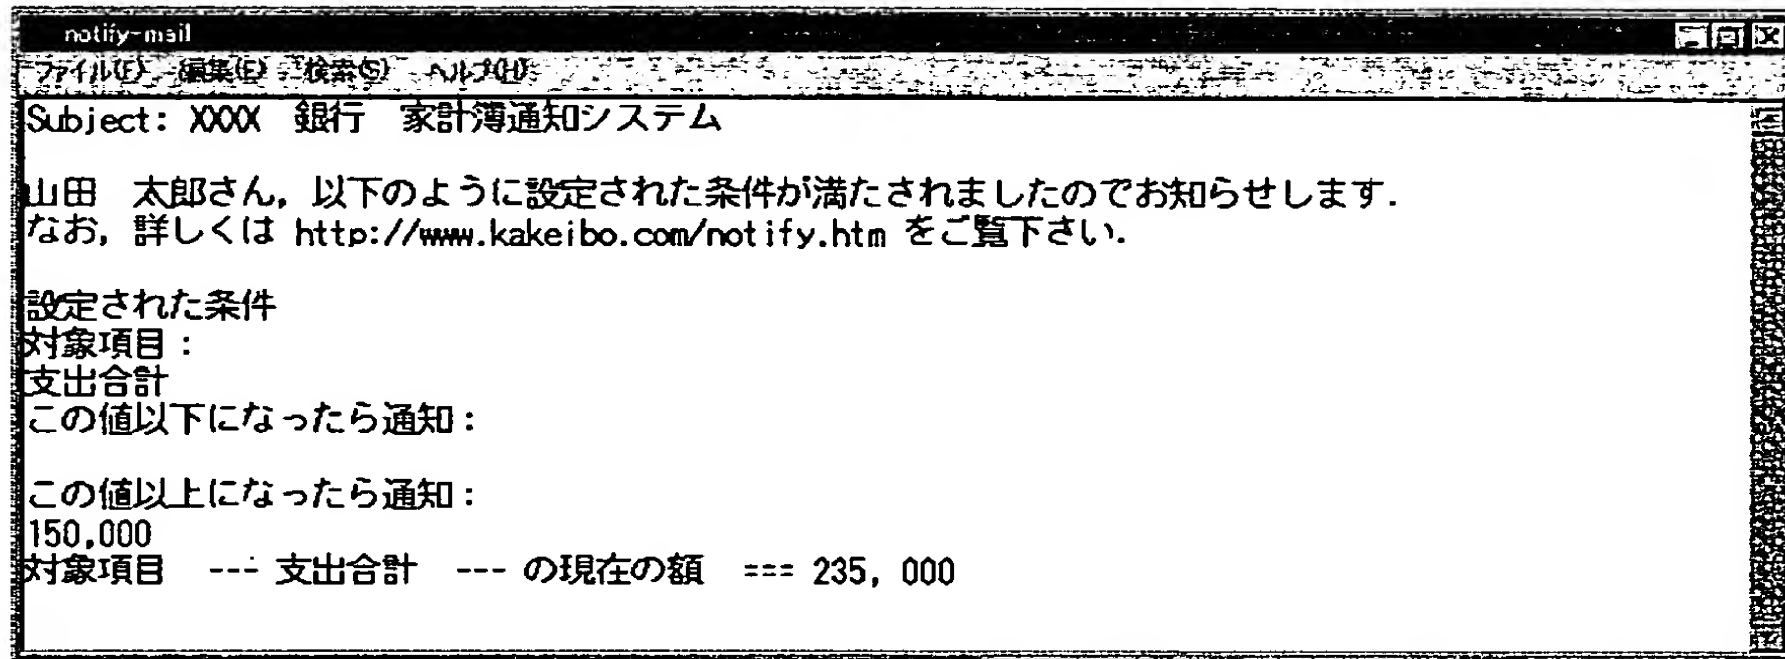 notify-mail
ファイル(F) 編集(E) 検索(S) ヘルプ(H)
Subject: XXXX 銀行 家計簿通知システム
山田 太郎さん，以下のように設定された条件が満たされましたのでお知らせします．
なお，詳しくは http://www.kakeibo.com/notify.htm をご覧下さい．
設定された条件
対象項目：
支出合計
この値以下になったら通知：
この値以上になったら通知：
150,000
対象項目 --- 支出合計 --- の現在の額 === 235, 000